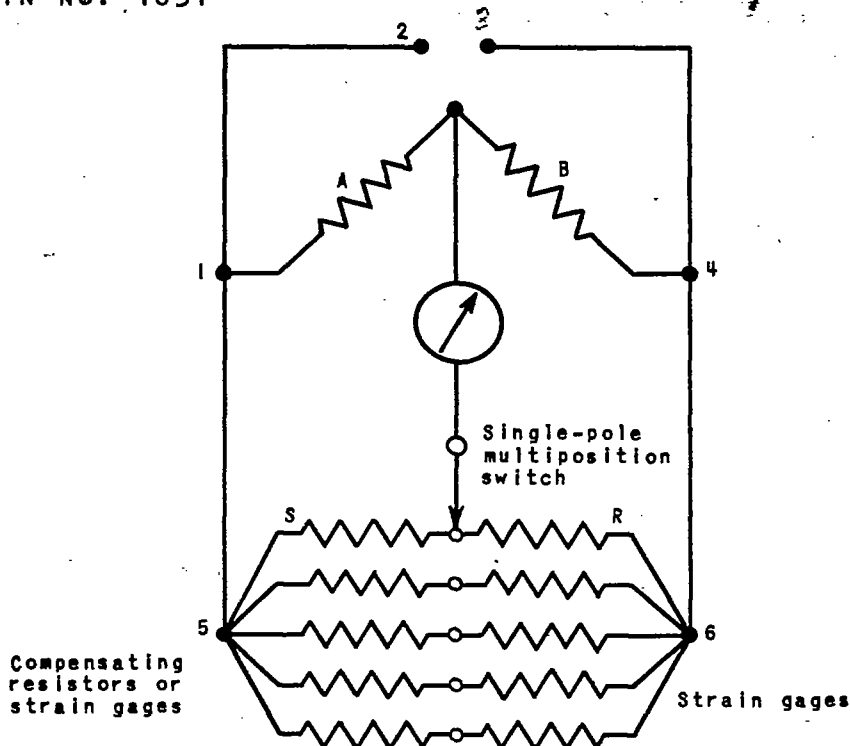 2
A
B
1
4
Single-pole
multiposition
switch
S
R
5
6
Compensating
resistors or
strain gages
Strain gages